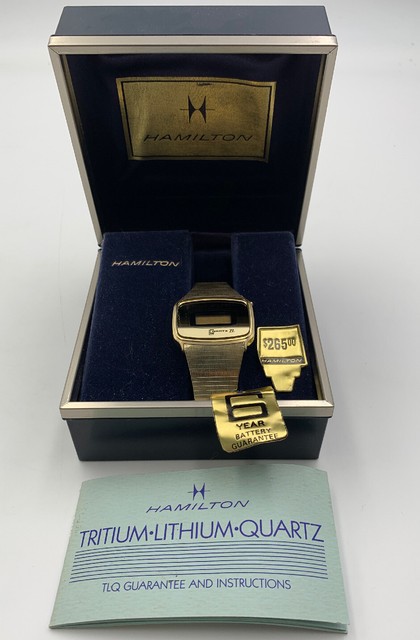 HAMILTON
HAMILTON
$265.00
HAMILTON
6
YEAR
BATTERY
GUARANTEE
HAMILTON
TRITIUM·LITHIUM·QUARTZ
TLQ GUARANTEE AND INSTRUCTIONS